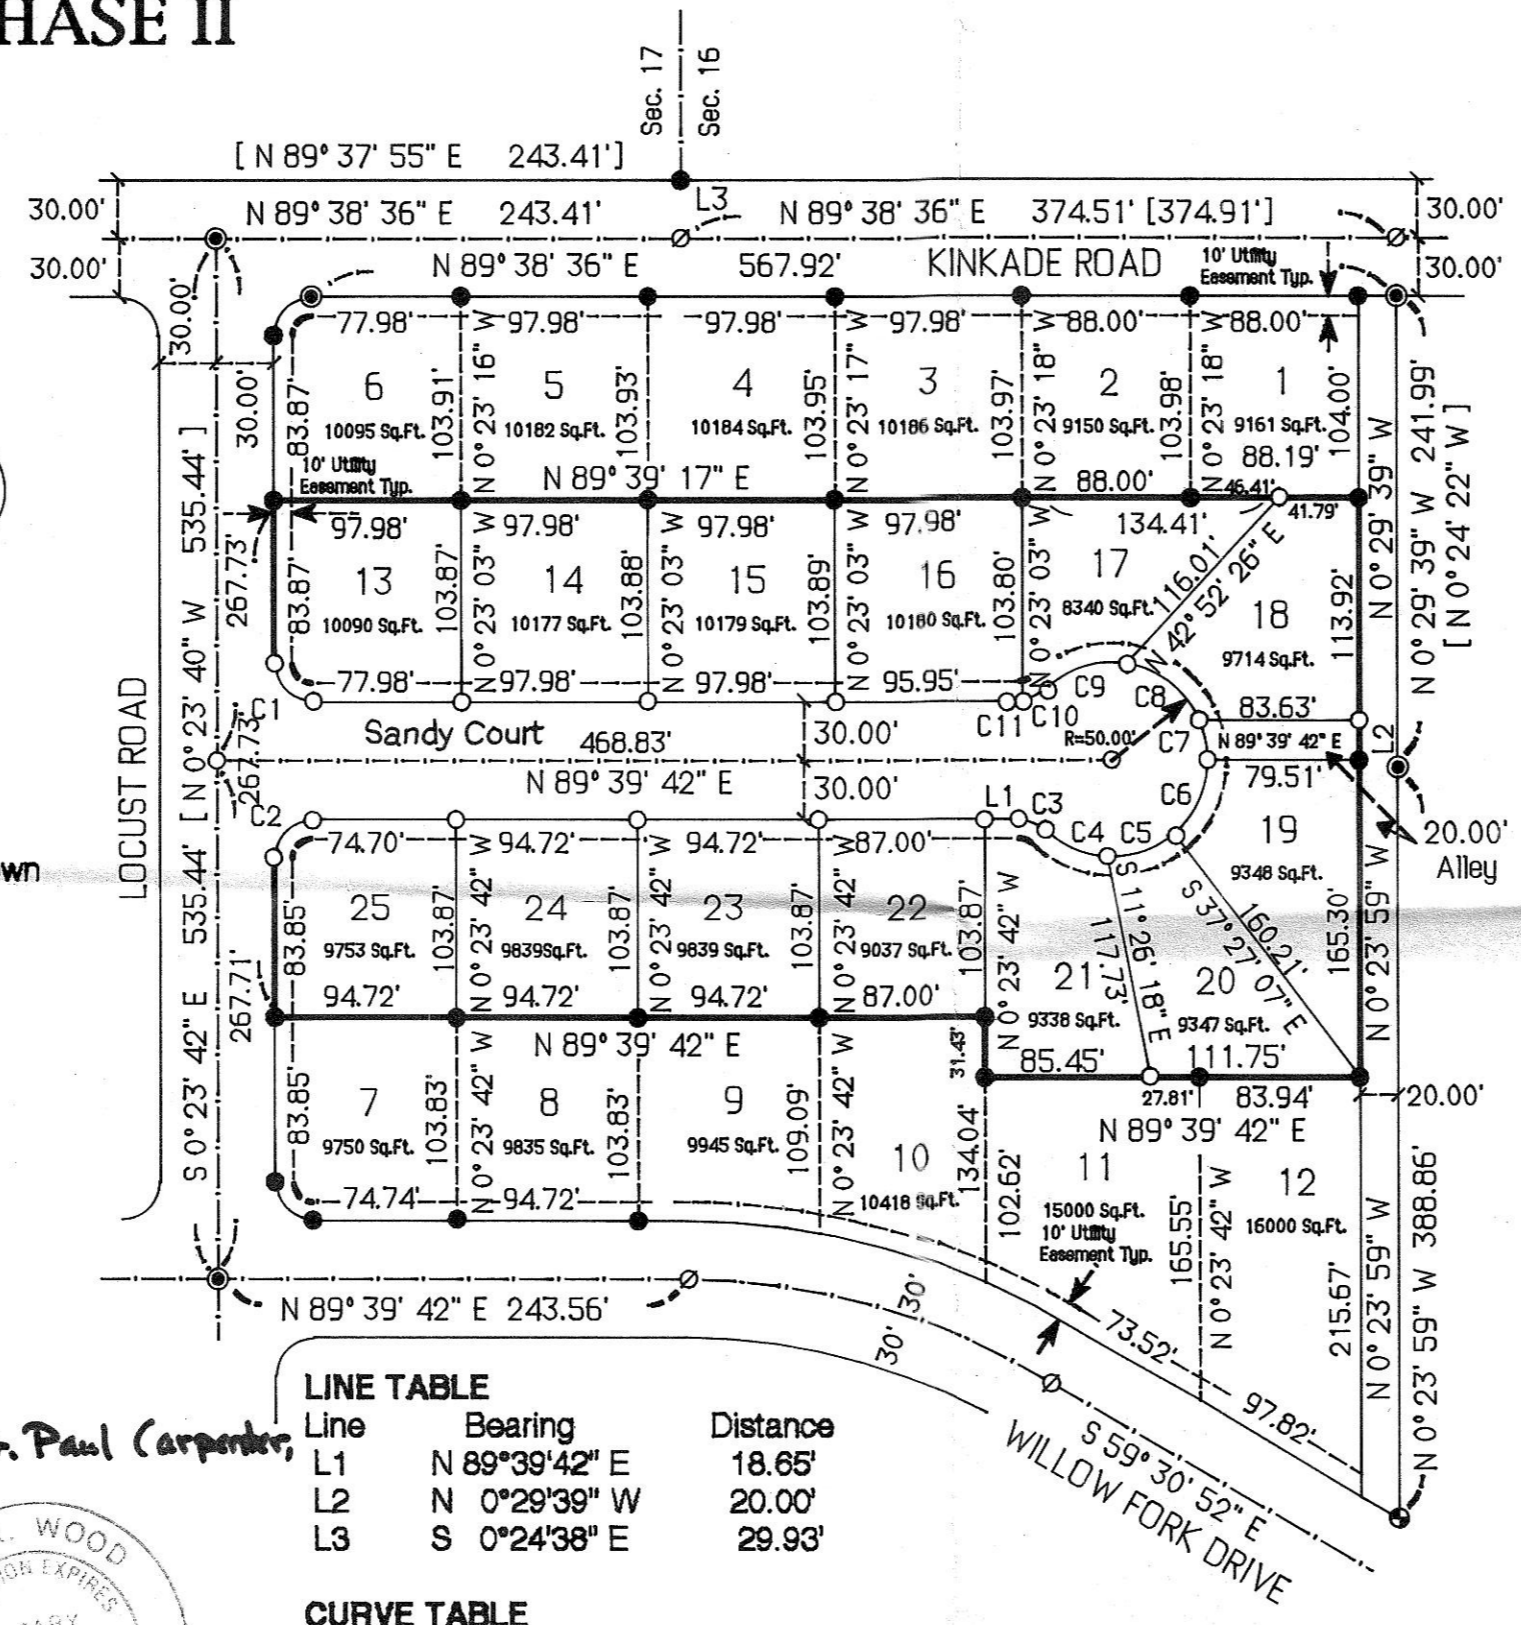 HASE II
Sec. 17
Sec. 16
[ N 89° 37' 55" E 243.41' ]
L3
30.00'
N 89° 38' 36" E 243.41'
N 89° 38' 36" E 374.51' [374.91']
30.00'
30.00'
N 89° 38' 36" E 567.92'
KINKADE ROAD
10' Utility
Easement Typ.
30.00'
30.00'
30.00'
77.98'
97.98'
97.98'
97.98'
88.00'
88.00'
83.87'
6
10095 Sq.Ft.
103.91'
N 0° 23' 16" W
5
10182 Sq.Ft.
103.93'
4
10184 Sq.Ft.
103.95'
N 0° 23' 17" W
3
10186 Sq.Ft.
103.97'
N 0° 23' 18" W
2
9150 Sq.Ft.
103.98'
N 0° 23' 18" W
1
9161 Sq.Ft.
88.19'
104.00'
N 0° 29' 39" W
N 0° 29' 39" W 241.99'
[ N 0° 24' 22" W ]
10' Utility
Easement Typ.
N 89° 39' 17" E
88.00'
46.41'
41.79'
97.98'
97.98'
97.98'
97.98'
134.41'
267.73'
83.87'
13
10090 Sq.Ft.
103.87'
N 0° 23' 03" W
14
10177 Sq.Ft.
103.88'
N 0° 23' 03" W
15
10179 Sq.Ft.
103.89'
N 0° 23' 03" W
16
10180 Sq.Ft.
103.80'
N 0° 23' 03" W
17
8340 Sq.Ft.
116.01'
N 42° 52' 26" E
18
9714 Sq.Ft.
113.92'
77.98'
97.98'
97.98'
95.95'
C1
C11
C10
C9
C8
C7
83.63'
L2
Sandy Court
468.83'
N 89° 39' 42" E
30.00'
30.00'
R=50.00'
N 89° 39' 42" E
79.51'
267.73'
LOCUST ROAD
S 0° 23' 42" E 535.44' [ N 0° 23' 40" W 535.44' ]
C2
L1
C3
C4
C5
C6
20.00'
Alley
wn
74.70'
94.72'
94.72'
87.00'
83.85'
25
9753 Sq.Ft.
103.87'
N 0° 23' 42" W
24
9839Sq.Ft.
103.87'
N 0° 23' 42" W
23
9839 Sq.Ft.
103.87'
N 0° 23' 42" W
22
9037 Sq.Ft.
103.87'
N 0° 23' 42" W
21
9338 Sq.Ft.
117.73'
S 11° 26' 18" E
20
9347 Sq.Ft.
S 37° 27' 07" E
160.21'
19
9348 Sq.Ft.
165.30'
N 0° 23' 59" W
267.71'
94.72'
94.72'
94.72'
87.00'
N 89° 39' 42" E
31.43'
85.45'
111.75'
27.81'
83.94'
20.00'
N 89° 39' 42" E
83.85'
7
9750 Sq.Ft.
103.83'
N 0° 23' 42" W
8
9835 Sq.Ft.
103.83'
9
9945 Sq.Ft.
109.09'
N 0° 23' 42" W
10
10418 Sq.Ft.
134.04'
102.62'
11
15000 Sq.Ft.
10' Utility
Easement Typ.
165.55'
N 0° 23' 42" W
12
16000 Sq.Ft.
215.67'
N 0° 23' 59" W
N 0° 23' 59" W 388.86'
74.74'
94.72'
N 89° 39' 42" E 243.56'
30'
30'
73.52'
97.82'
S 59° 30' 52" E
WILLOW FORK DRIVE
LINE TABLE
Line Bearing Distance
L1 N 89°39'42" E 18.65'
L2 N 0°29'39" W 20.00'
L3 S 0°24'38" E 29.93'
. Paul Carpenter,
WOOD
ION EXPIRES
CURVE TABLE